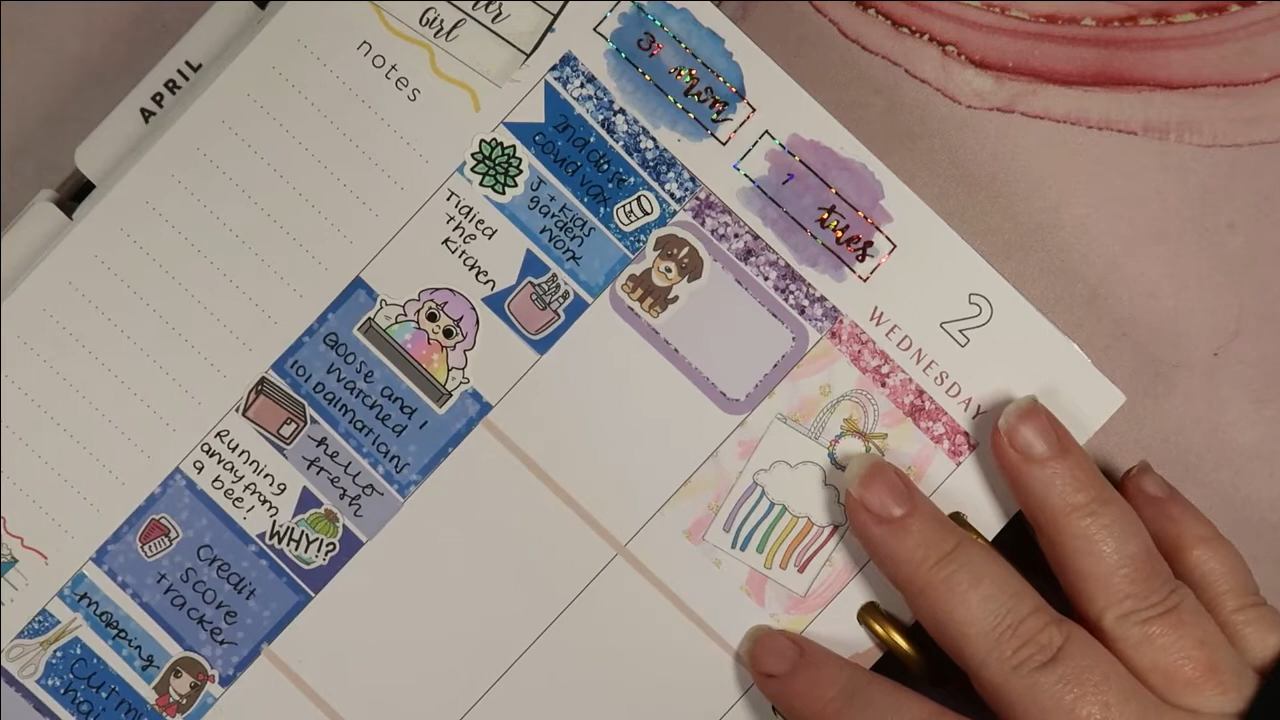 APRIL
Girl
notes
31 mon
1 tues
2
WEDNESDAY
2nd dose
covid vax
J + Kids
garden
work
Tidied
the
Kitchen
Goose and I
watched
101 Dalmatians
hello
fresh
Running
away from
a bee!
WHY!?
Credit
score
tracker
mopping
Cut my